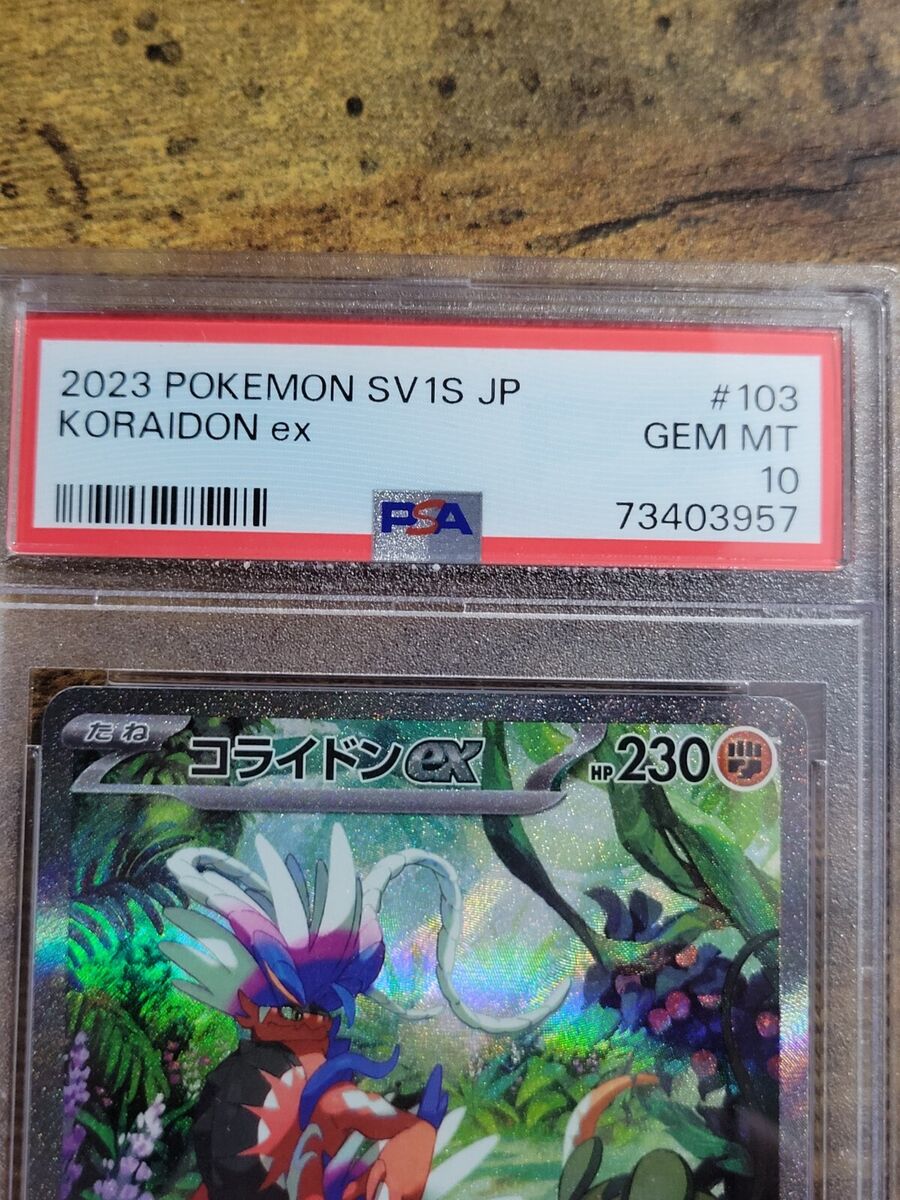 2023 POKEMON SV1S JP
KORAIDON ex
#103
GEM MT
10
73403957
PSA
たね
コライドンex
HP230